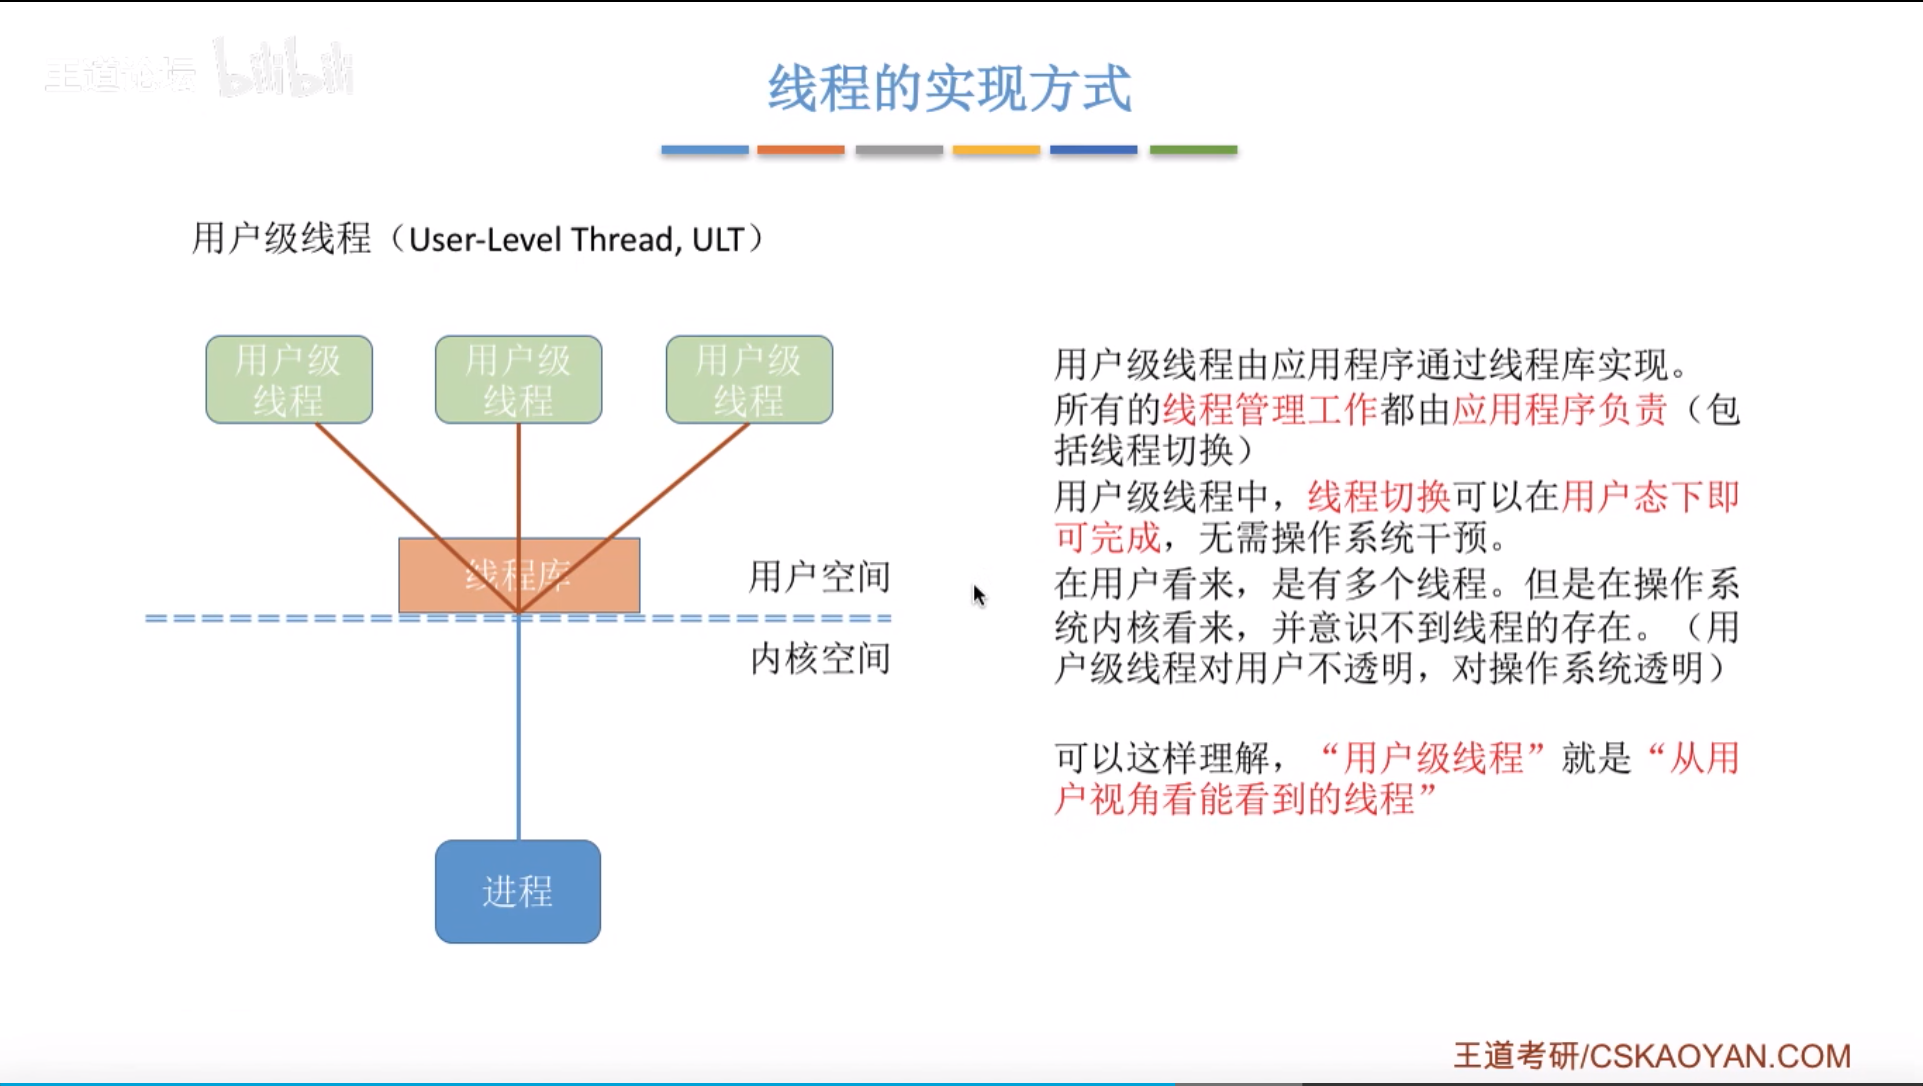 王道论坛 bilibili
线程的实现方式
用户级线程（User-Level Thread, ULT）
用户级
线程
用户级
线程
用户级
线程
线程库
用户空间
内核空间
进程
用户级线程由应用程序通过线程库实现。
所有的线程管理工作都由应用程序负责（包
括线程切换）
用户级线程中，线程切换可以在用户态下即
可完成，无需操作系统干预。
在用户看来，是有多个线程。但是在操作系
统内核看来，并意识不到线程的存在。（用
户级线程对用户不透明，对操作系统透明）
可以这样理解，“用户级线程”就是“从用
户视角看能看到的线程”
王道考研/CSKAOYAN.COM